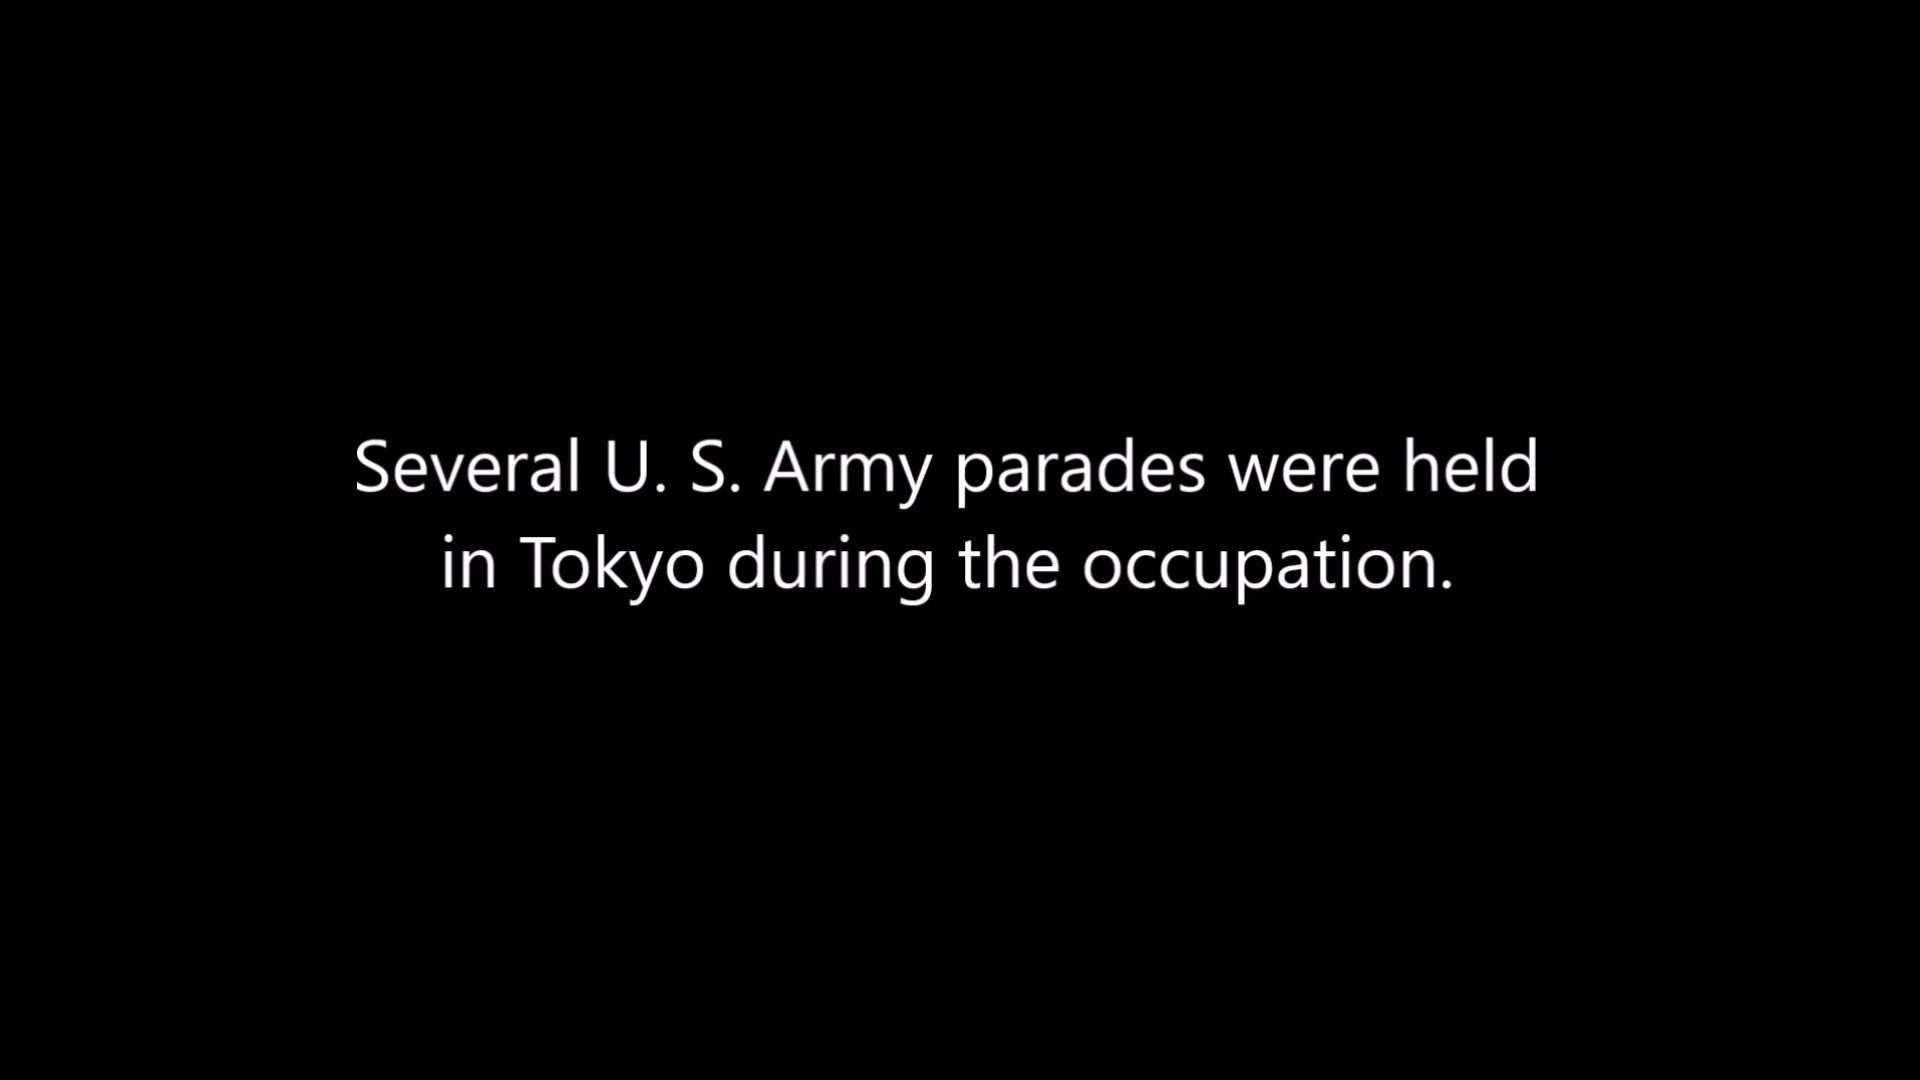 Several U. S. Army parades were held
in Tokyo during the occupation.